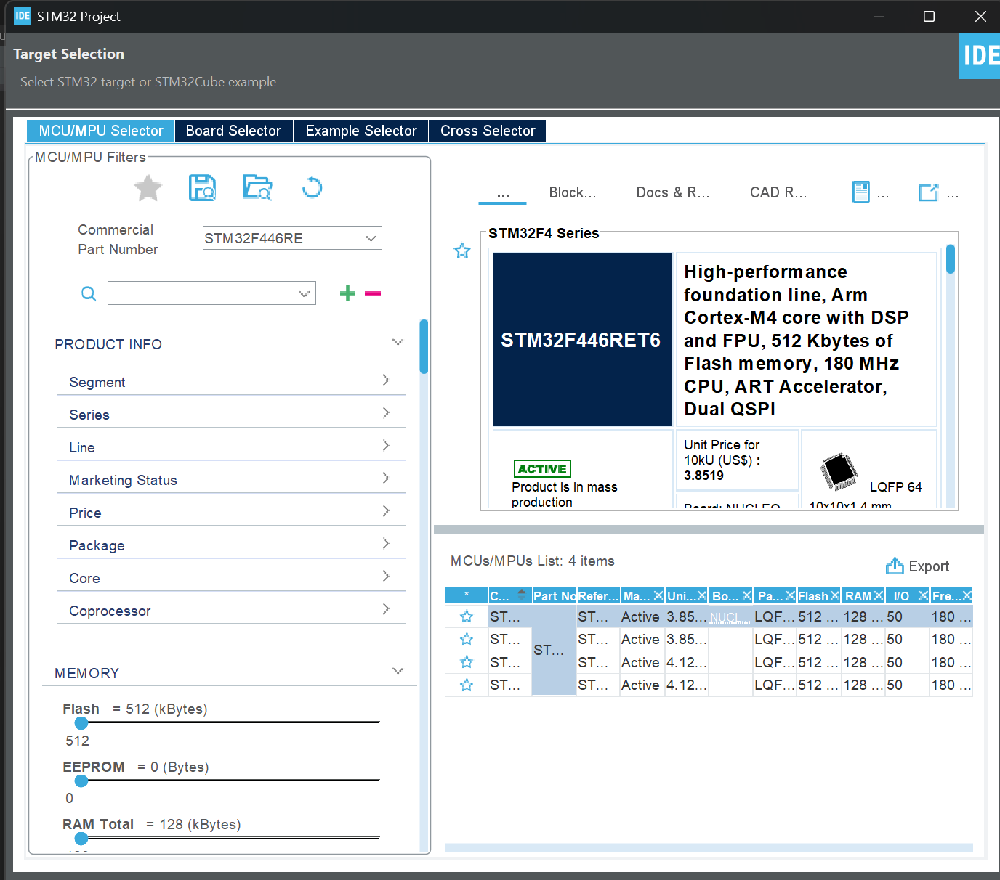 IDE STM32 Project
Target Selection
Select STM32 target or STM32Cube example
IDE
MCU/MPU Selector Board Selector Example Selector Cross Selector
MCU/MPU Filters
Commercial
Part Number
STM32F446RE
PRODUCT INFO
Segment
Series
Line
Marketing Status
Price
Package
Core
Coprocessor
MEMORY
Flash = 512 (kBytes)
512
EEPROM = 0 (Bytes)
0
RAM Total = 128 (kBytes)
... Block... Docs & R... CAD R... ... ...
STM32F4 Series
STM32F446RET6
High-performance
foundation line, Arm
Cortex-M4 core with DSP
and FPU, 512 Kbytes of
Flash memory, 180 MHz
CPU, ART Accelerator,
Dual QSPI
ACTIVE
Product is in mass
production
Unit Price for
10kU (US$) :
3.8519
Board: NUCLEO
LQFP 64
10x10x1.4 mm
MCUs/MPUs List: 4 items
Export
* C... Part No Refer... Ma... Uni... Bo... Pa... Flash RAM I/O Fre...
ST... ST... Active 3.85... NUCL... LQF... 512 ... 128 ... 50 180 ...
ST... ST... Active 3.85... LQF... 512 ... 128 ... 50 180 ...
ST...
ST... ST... Active 4.12... LQF... 512 ... 128 ... 50 180 ...
ST... ST... Active 4.12... LQF... 512 ... 128 ... 50 180 ...